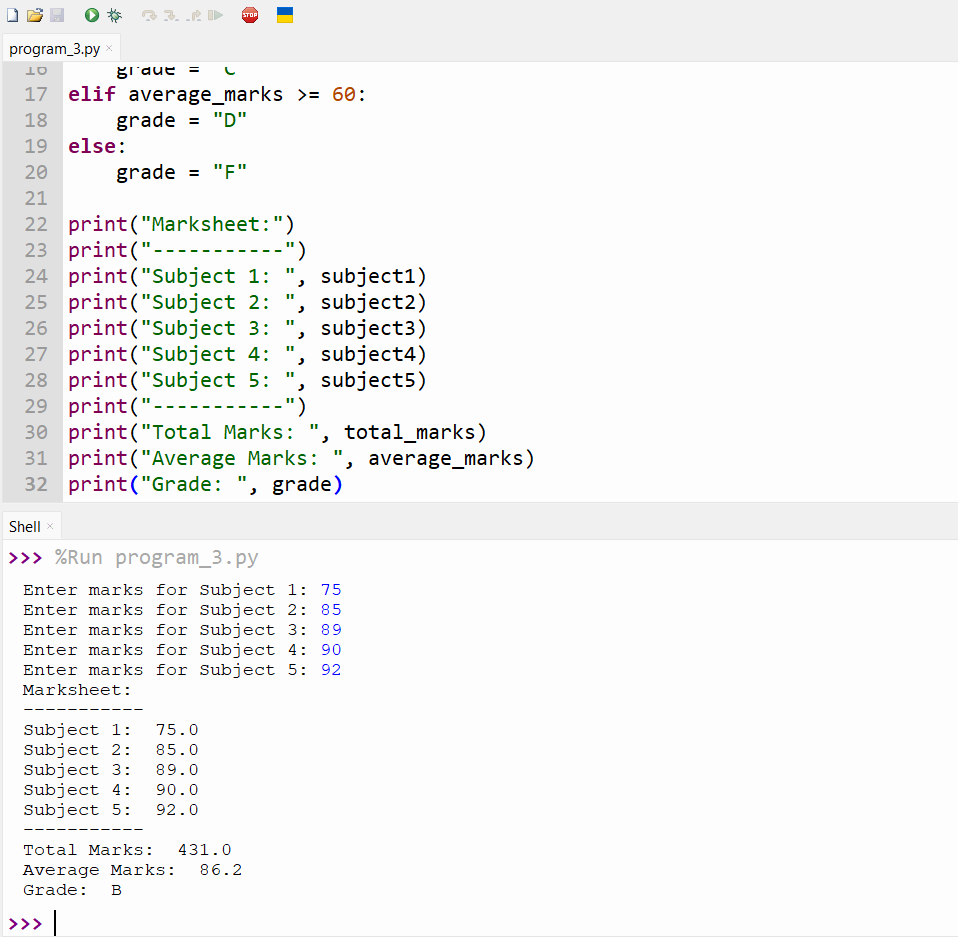 STOP
program_3.py ×
16     grade = "C"
17 elif average_marks >= 60:
18     grade = "D"
19 else:
20     grade = "F"
21
22 print("Marksheet:")
23 print("-----------")
24 print("Subject 1: ", subject1)
25 print("Subject 2: ", subject2)
26 print("Subject 3: ", subject3)
27 print("Subject 4: ", subject4)
28 print("Subject 5: ", subject5)
29 print("-----------")
30 print("Total Marks: ", total_marks)
31 print("Average Marks: ", average_marks)
32 print("Grade: ", grade)
Shell ×
>>> %Run program_3.py
Enter marks for Subject 1: 75
Enter marks for Subject 2: 85
Enter marks for Subject 3: 89
Enter marks for Subject 4: 90
Enter marks for Subject 5: 92
Marksheet:
-----------
Subject 1:  75.0
Subject 2:  85.0
Subject 3:  89.0
Subject 4:  90.0
Subject 5:  92.0
-----------
Total Marks:  431.0
Average Marks:  86.2
Grade:  B
>>>